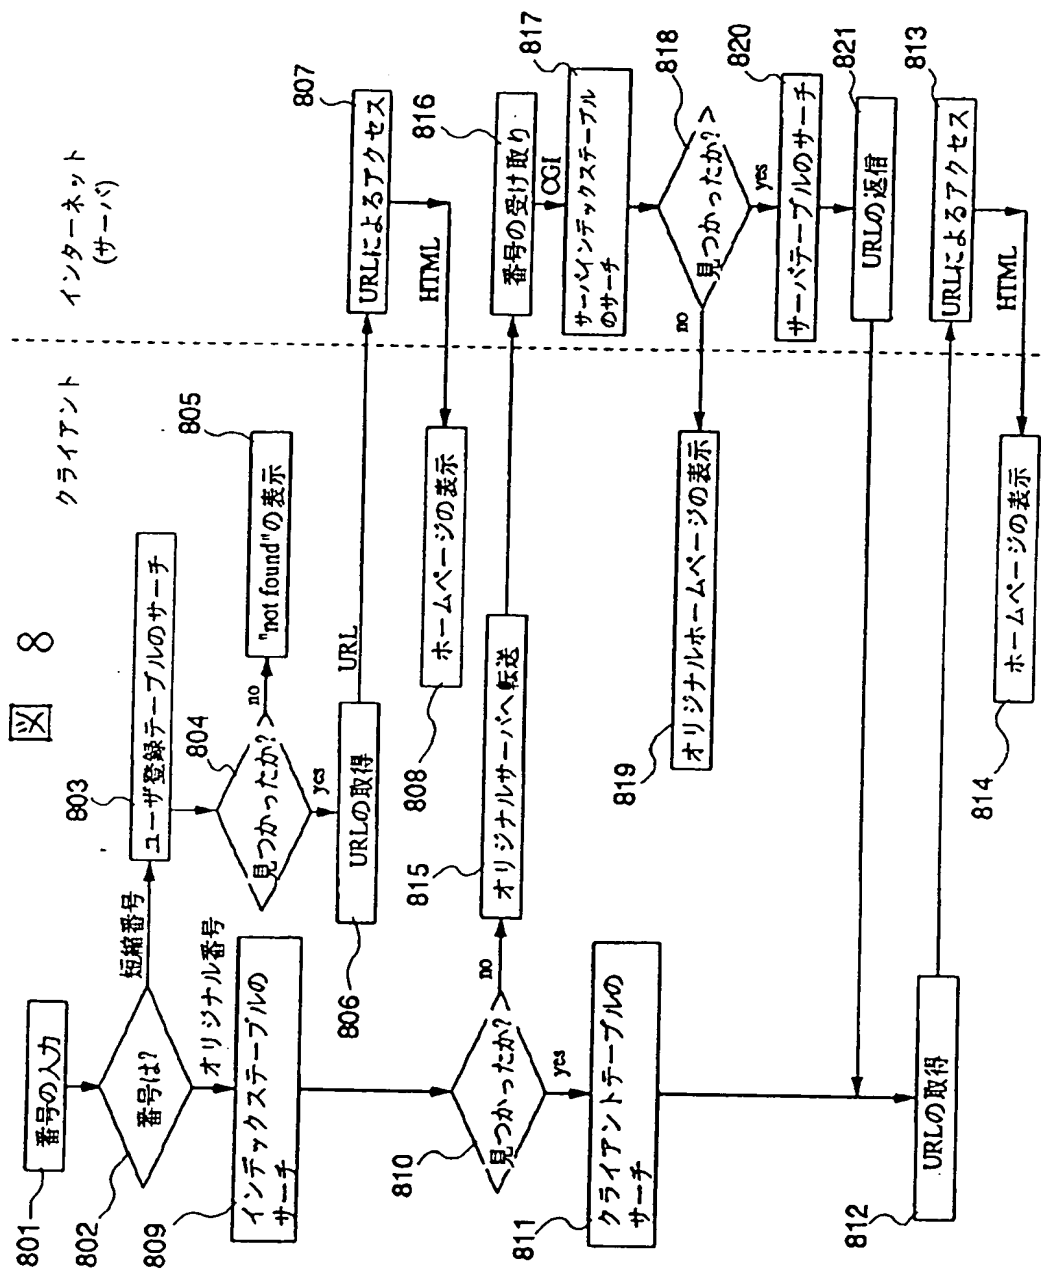 図 8
クライアント
インターネット
(サーバ)
801
番号の入力
802
番号は?
短縮番号
オリジナル番号
803
ユーザ登録テーブルのサーチ
804
見つかったか?
no
yes
805
"not found"の表示
806
URLの取得
URL
807
URLによるアクセス
HTML
808
ホームページの表示
809
インデックステーブルの
サーチ
810
見つかったか?
no
yes
815
オリジナルサーバへ転送
816
番号の受け取り
CGI
817
サーバインデックステーブル
のサーチ
818
見つかったか?
no
yes
819
オリジナルホームページの表示
820
サーバテーブルのサーチ
821
URLの返信
811
クライアントテーブルの
サーチ
812
URLの取得
813
URLによるアクセス
HTML
814
ホームページの表示